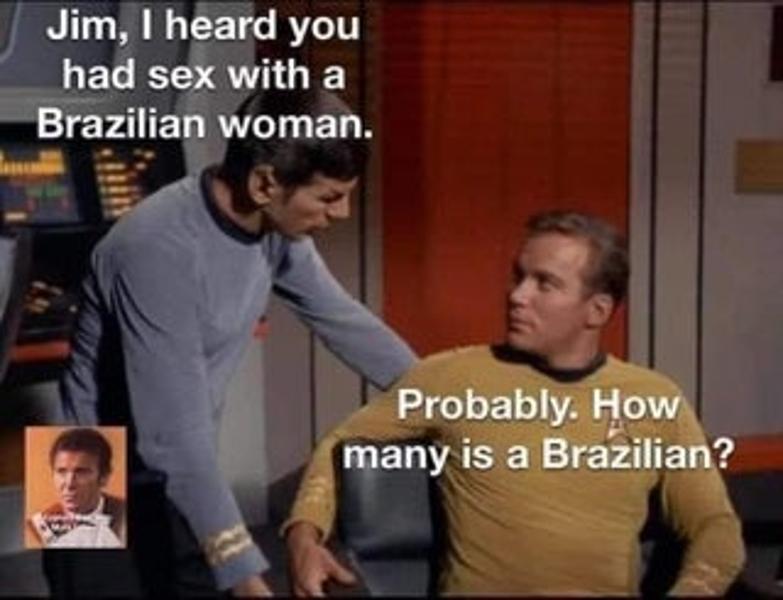 Jim, I heard you
had sex with a
Brazilian woman.
Probably. How
many is a Brazilian?